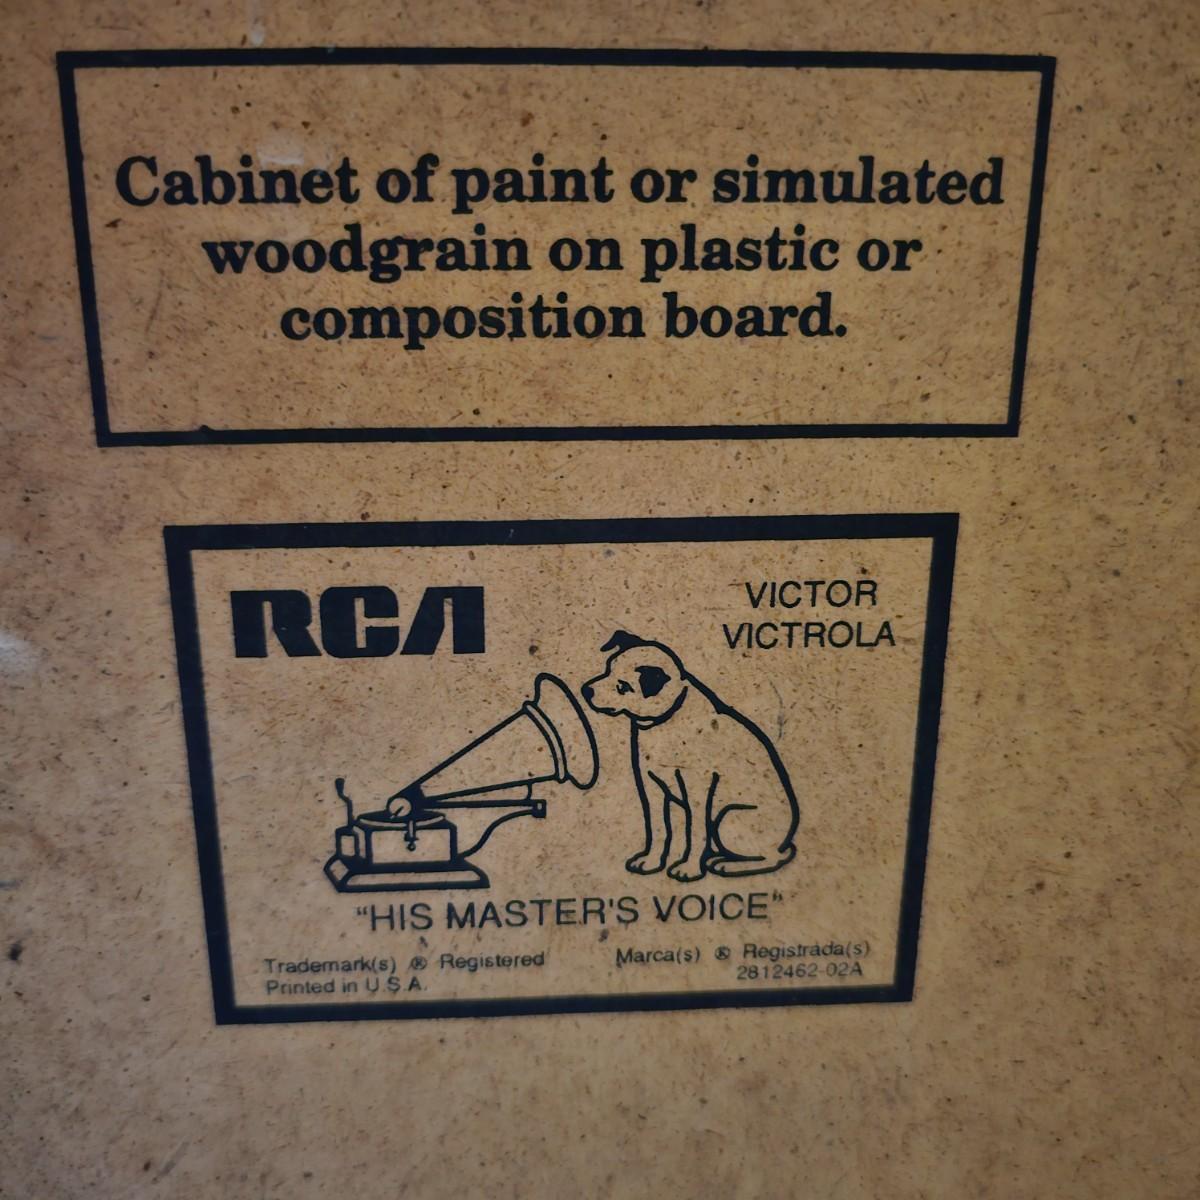 Cabinet of paint or simulated
woodgrain on plastic or
composition board.
RCA
VICTOR
VICTROLA
“HIS MASTER'S VOICE“
Trademark(s) ® Registered
Printed in U.S.A.
Marca(s) ® Registrada(s)
2812462-02A